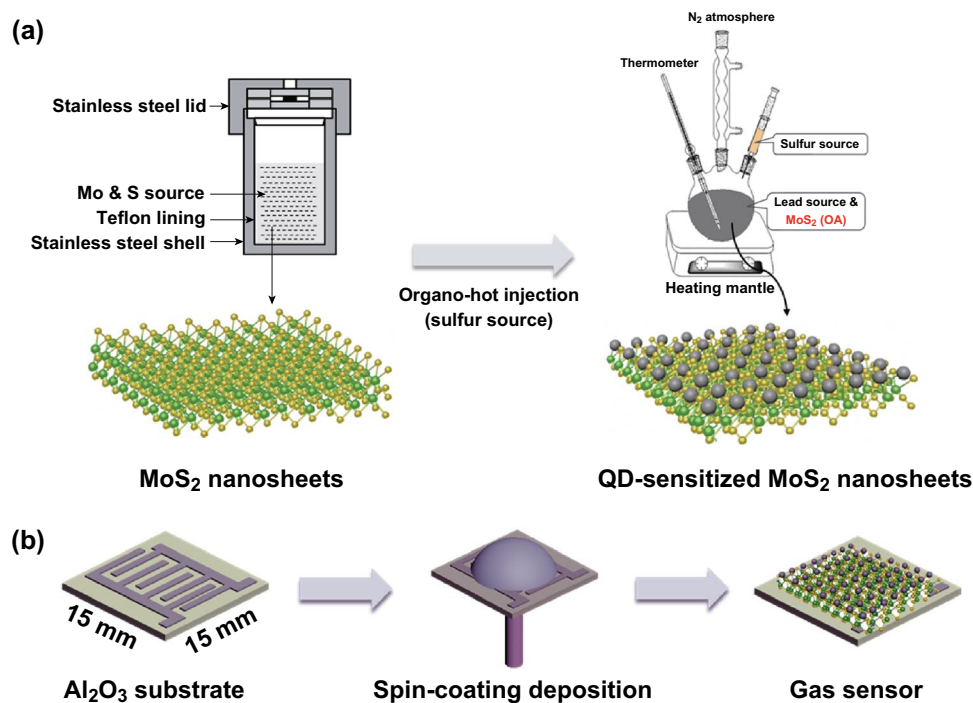 (a)
N₂ atmosphere
Thermometer
Stainless steel lid
Sulfur source
Mo & S source
Teflon lining
Stainless steel shell
Lead source &
MoS₂ (OA)
Heating mantle
Organo-hot injection
(sulfur source)
MoS₂ nanosheets
QD-sensitized MoS₂ nanosheets
(b)
15 mm
15 mm
Al₂O₃ substrate
Spin-coating deposition
Gas sensor